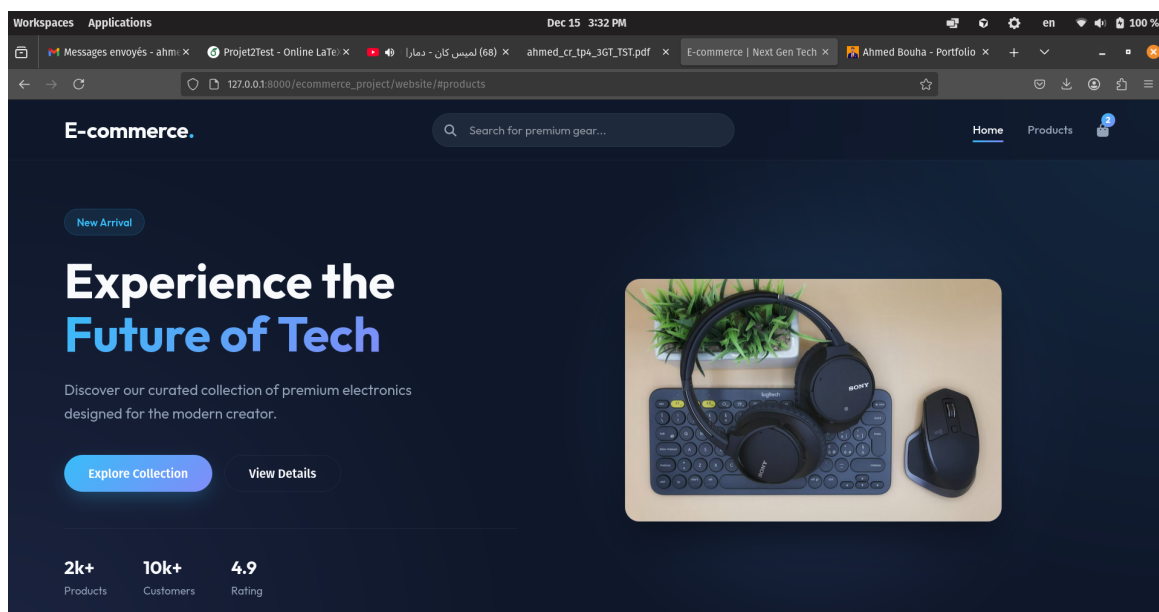 Workspaces Applications Dec 15 3:32 PM en 100 %
Messages envoyés - ahme Projet2Test - Online LaTeX (68) لميس كان - دمارا ahmed_cr_tp4_3GT_TST.pdf E-commerce | Next Gen Tech Ahmed Bouha - Portfolio
127.0.0.1:8000/ecommerce_project/website/#products
E-commerce. Search for premium gear... Home Products 2
New Arrival
Experience the
Future of Tech
Discover our curated collection of premium electronics
designed for the modern creator.
Explore Collection View Details
logitech
SONY
SONY
2k+ 10k+ 4.9
Products Customers Rating